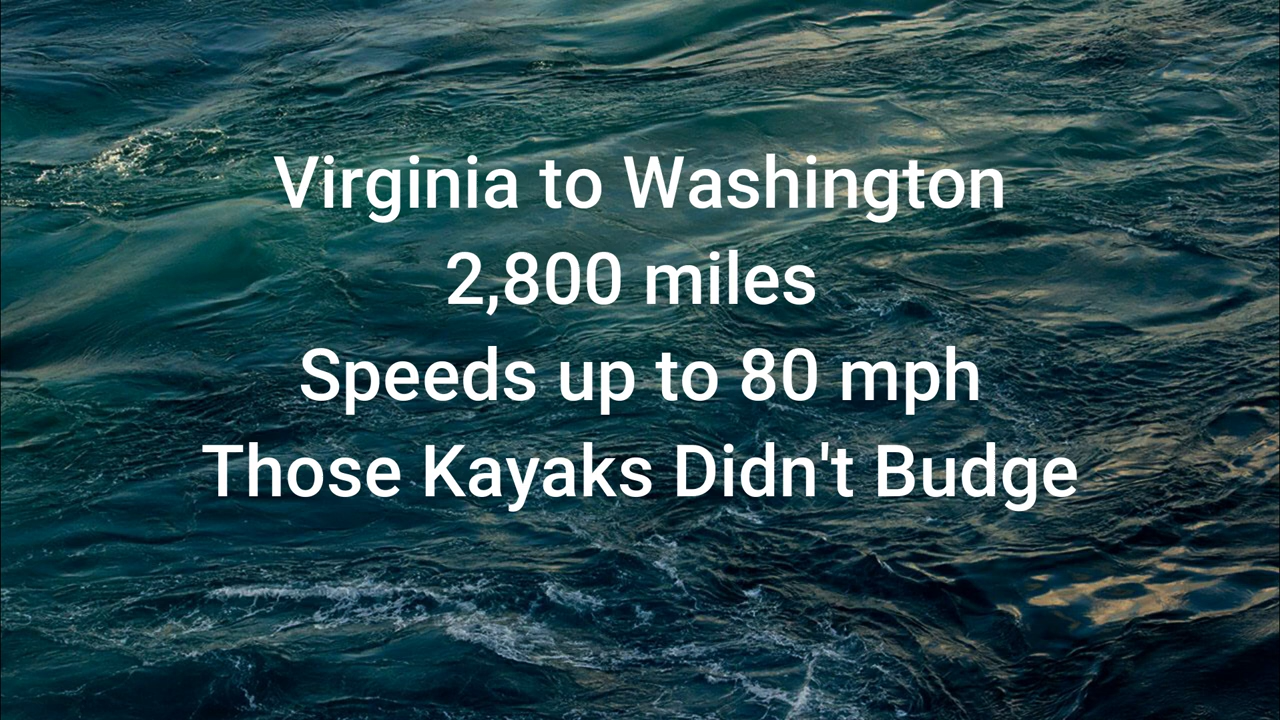 Virginia to Washington
2,800 miles
Speeds up to 80 mph
Those Kayaks Didn't Budge